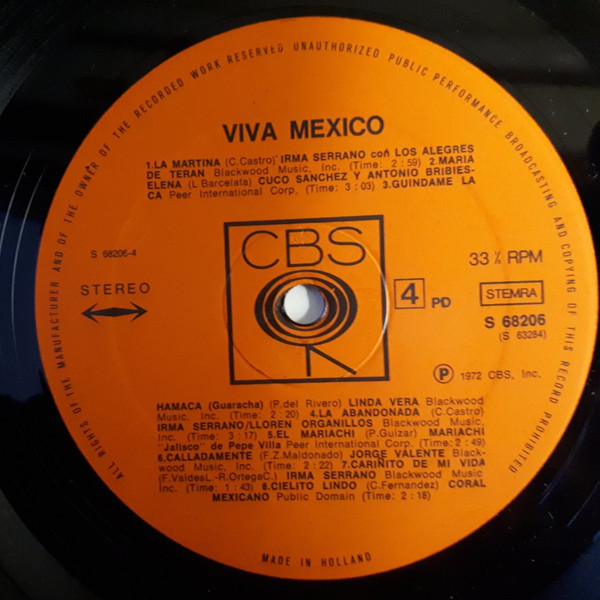 ALL RIGHTS OF THE MANUFACTURER AND OF THE OWNER OF THE RECORDED WORK RESERVED UNAUTHORIZED PUBLIC PERFORMANCE BROADCASTING AND COPYING OF THIS RECORD PROHIBITED
VIVA MEXICO
1.LA MARTINA (C.Castro) IRMA SERRANO con LOS ALEGRES
DE TERAN Blackwood Music, Inc. (Time: 2:59) 2.MARIA
ELENA (L Barcelata) CUCO SANCHEZ Y ANTONIO BRIBIES-
CA Peer International Corp. (Time: 3:03) 3.GUINDAME LA
S 68206-4
STEREO
CBS
33⅓ RPM
4 PD
STEMRA
S 68206
(S 63284)
Ⓟ 1972 CBS, Inc.
HAMACA (Guaracha) (P.del Rivero) LINDA VERA Blackwood
Music, Inc. (Time: 2:20) 4.LA ABANDONADA (C.Castro)
IRMA SERRANO/LLOREN ORGANILLOS Blackwood Music,
Inc. (Time: 3:17) 5.EL MARIACHI (P.Guizar) MARIACHI
"Jalisco" de Pepe Villa Peer International Corp. (Time: 2:49)
6.CALLADAMENTE (F.Z.Maldonado) JORGE VALENTE Black-
wood Music, Inc. (Time: 2:22) 7.CARIÑITO DE MI VIDA
(F.ValdesL.-R.OrtegaC.) IRMA SERRANO Blackwood Music
Inc. (Time: 1:43) 8.CIELITO LINDO (C.Fernandez) CORAL
MEXICANO Public Domain (Time: 2:18)
MADE IN HOLLAND